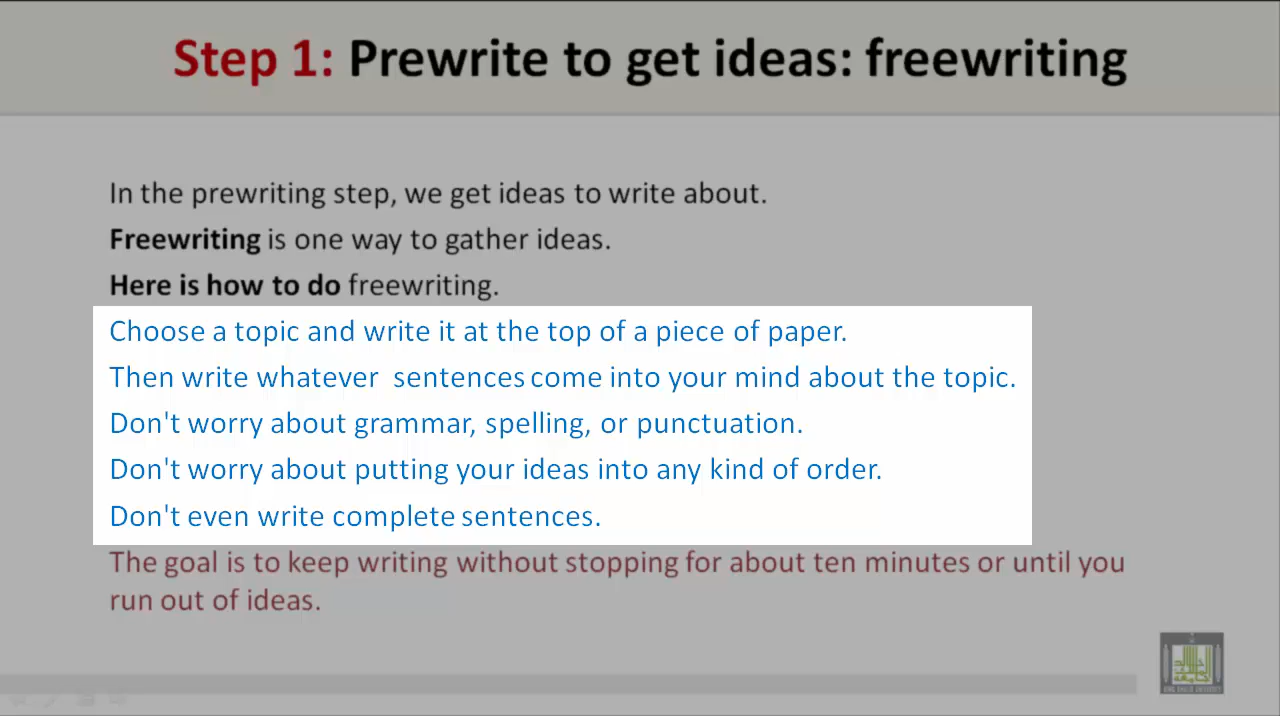 Step 1: Prewrite to get ideas: freewriting
In the prewriting step, we get ideas to write about.
Freewriting is one way to gather ideas.
Here is how to do freewriting.
Choose a topic and write it at the top of a piece of paper.
Then write whatever sentences come into your mind about the topic.
Don't worry about grammar, spelling, or punctuation.
Don't worry about putting your ideas into any kind of order.
Don't even write complete sentences.
The goal is to keep writing without stopping for about ten minutes or until you
run out of ideas.